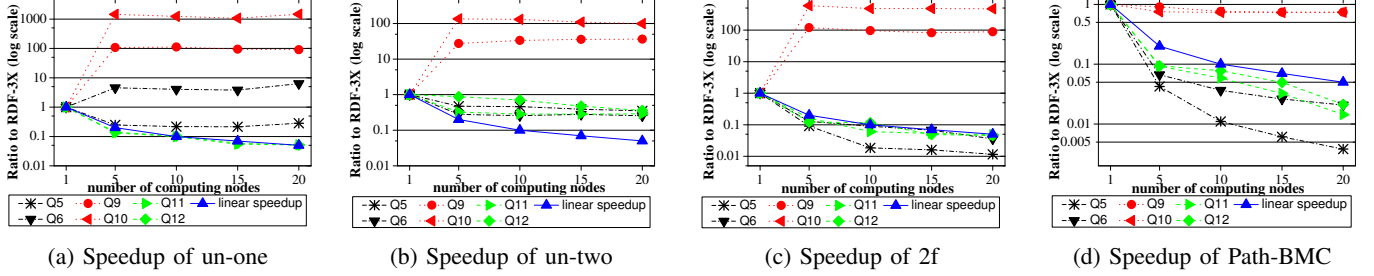 Ratio to RDF-3X (log scale)
1000
100
10
1
0.1
0.01
1 5 10 15 20
number of computing nodes
Q5 Q9 Q11 linear speedup
Q6 Q10 Q12
(a) Speedup of un-one
Ratio to RDF-3X (log scale)
100
10
1
0.1
0.01
1 5 10 15 20
number of computing nodes
Q5 Q9 Q11 linear speedup
Q6 Q10 Q12
(b) Speedup of un-two
Ratio to RDF-3X (log scale)
100
10
1
0.1
0.01
1 5 10 15 20
number of computing nodes
Q5 Q9 Q11 linear speedup
Q6 Q10 Q12
(c) Speedup of 2f
Ratio to RDF-3X (log scale)
1
0.5
0.1
0.05
0.01
0.005
1 5 10 15 20
number of computing nodes
Q5 Q9 Q11 linear speedup
Q6 Q10 Q12
(d) Speedup of Path-BMC